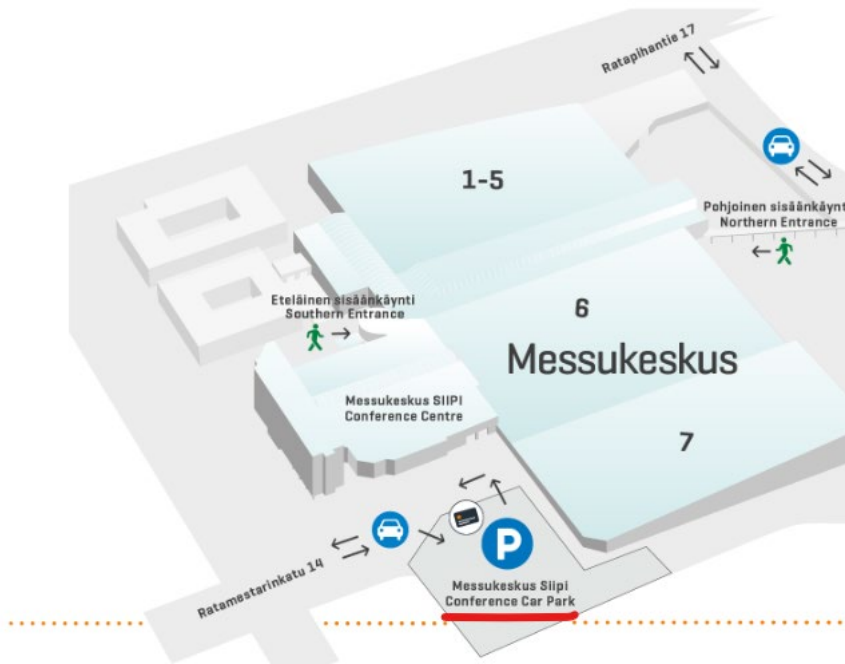 Ratapihantie 17
1-5
Pohjoinen sisäänkäynt
Northern Entrance
Eteläinen sisäänkäynti
Southern Entrance
6
Messukeskus
Messukeskus SIIPI
Conference Centre
7
P
Ratamestarinkatu 14
Messukeskus Siipi
Conference Car Park